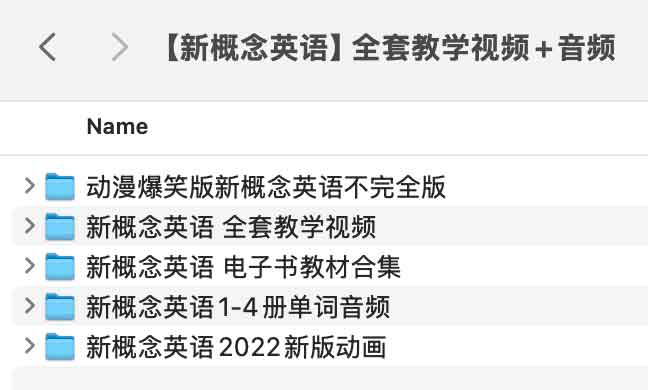 【新概念英语】全套教学视频+音频
Name
动漫爆笑版新概念英语不完全版
新概念英语 全套教学视频
新概念英语 电子书教材合集
新概念英语1-4册单词音频
新概念英语2022新版动画